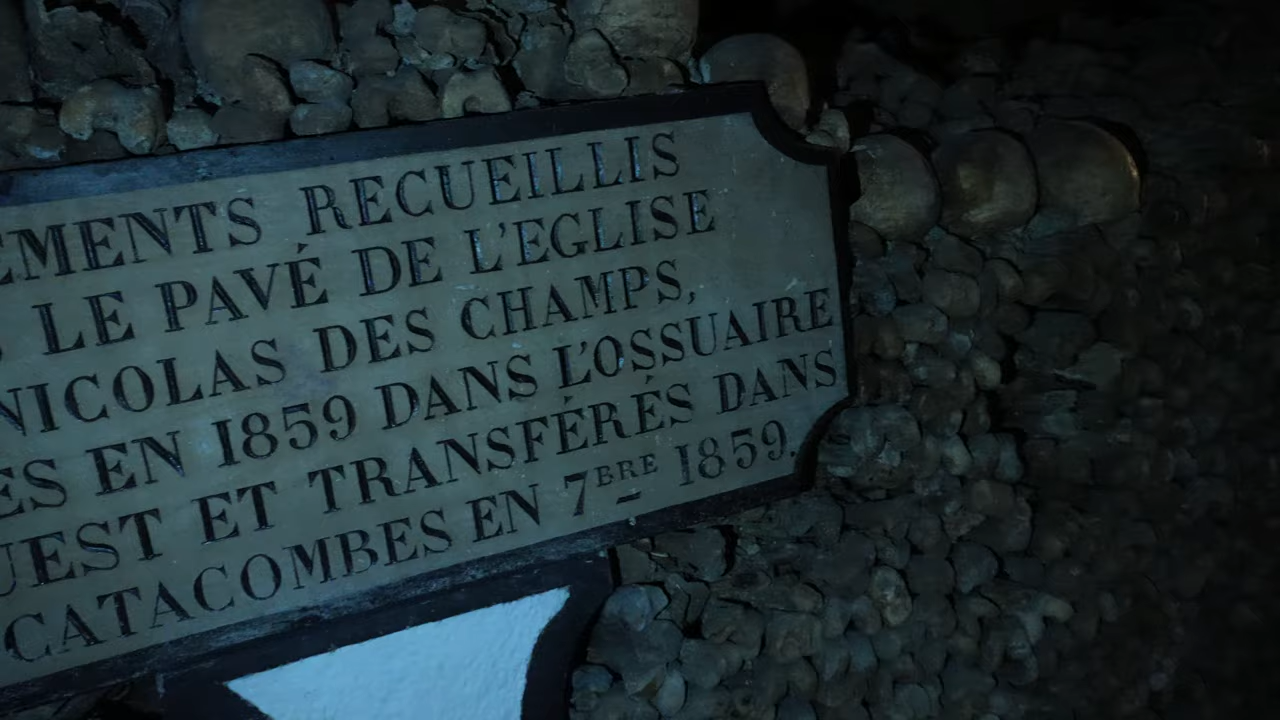 EMENTS RECUEILLIS
LE PAVÉ DE L'EGLISE
NICOLAS DES CHAMPS,
ES EN 1859 DANS L'OSSUAIRE
UEST ET TRANSFÉRÉS DANS
CATACOMBES EN 7BRE 1859.